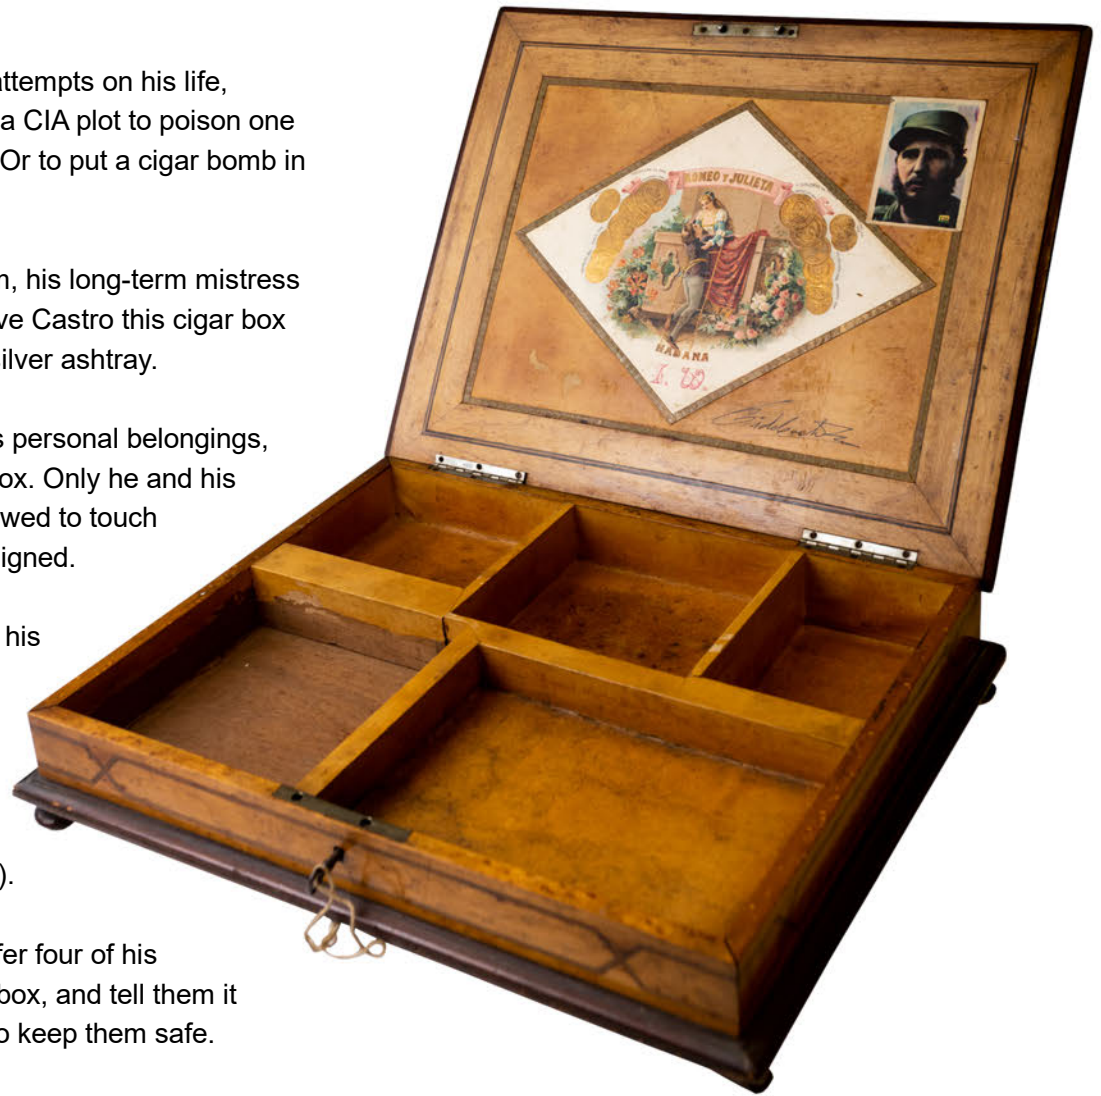 ttempts on his life,
a CIA plot to poison one
Or to put a cigar bomb in
, his long-term mistress
ve Castro this cigar box
ilver ashtray.
s personal belongings,
ox. Only he and his
wed to touch
igned.
his
).
fer four of his
box, and tell them it
o keep them safe.
ROMEO Y JULIETA
HABANA